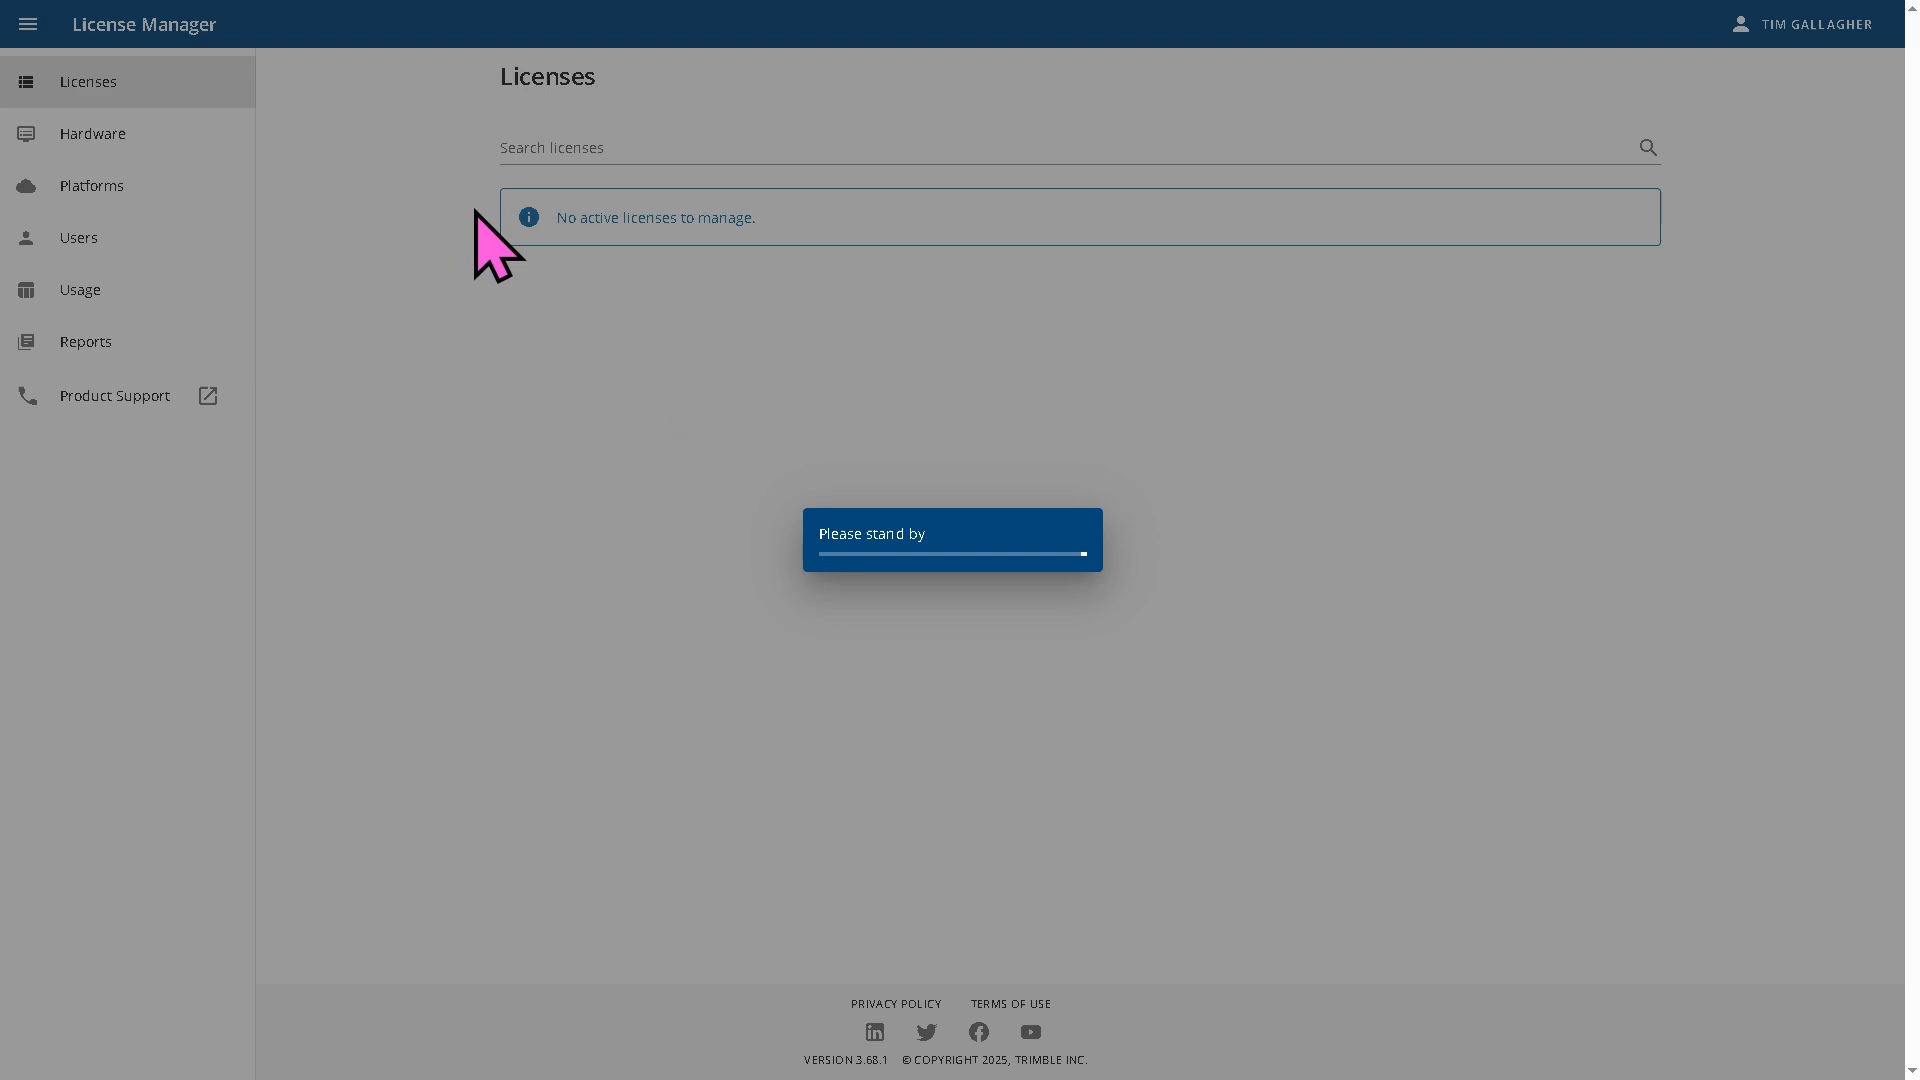 License Manager
TIM GALLAGHER
Licenses
Hardware
Platforms
Users
Usage
Reports
Product Support
Licenses
Search licenses
No active licenses to manage.
Please stand by
PRIVACY POLICY TERMS OF USE
VERSION 3.68.1 © COPYRIGHT 2025, TRIMBLE INC.